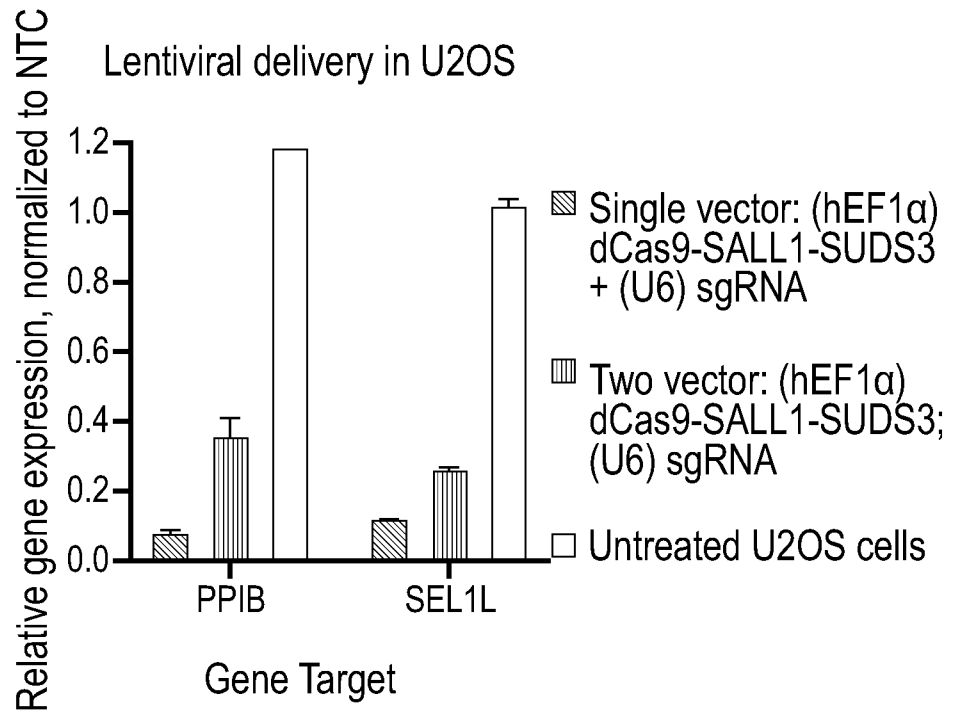 Lentiviral delivery in U2OS
Relative gene expression, normalized to NTC
1.2
1.0
0.8
0.6
0.4
0.2
0.0
PPIB
SEL1L
Gene Target
Single vector: (hEF1α)
dCas9-SALL1-SUDS3
+ (U6) sgRNA
Two vector: (hEF1α)
dCas9-SALL1-SUDS3;
(U6) sgRNA
Untreated U2OS cells